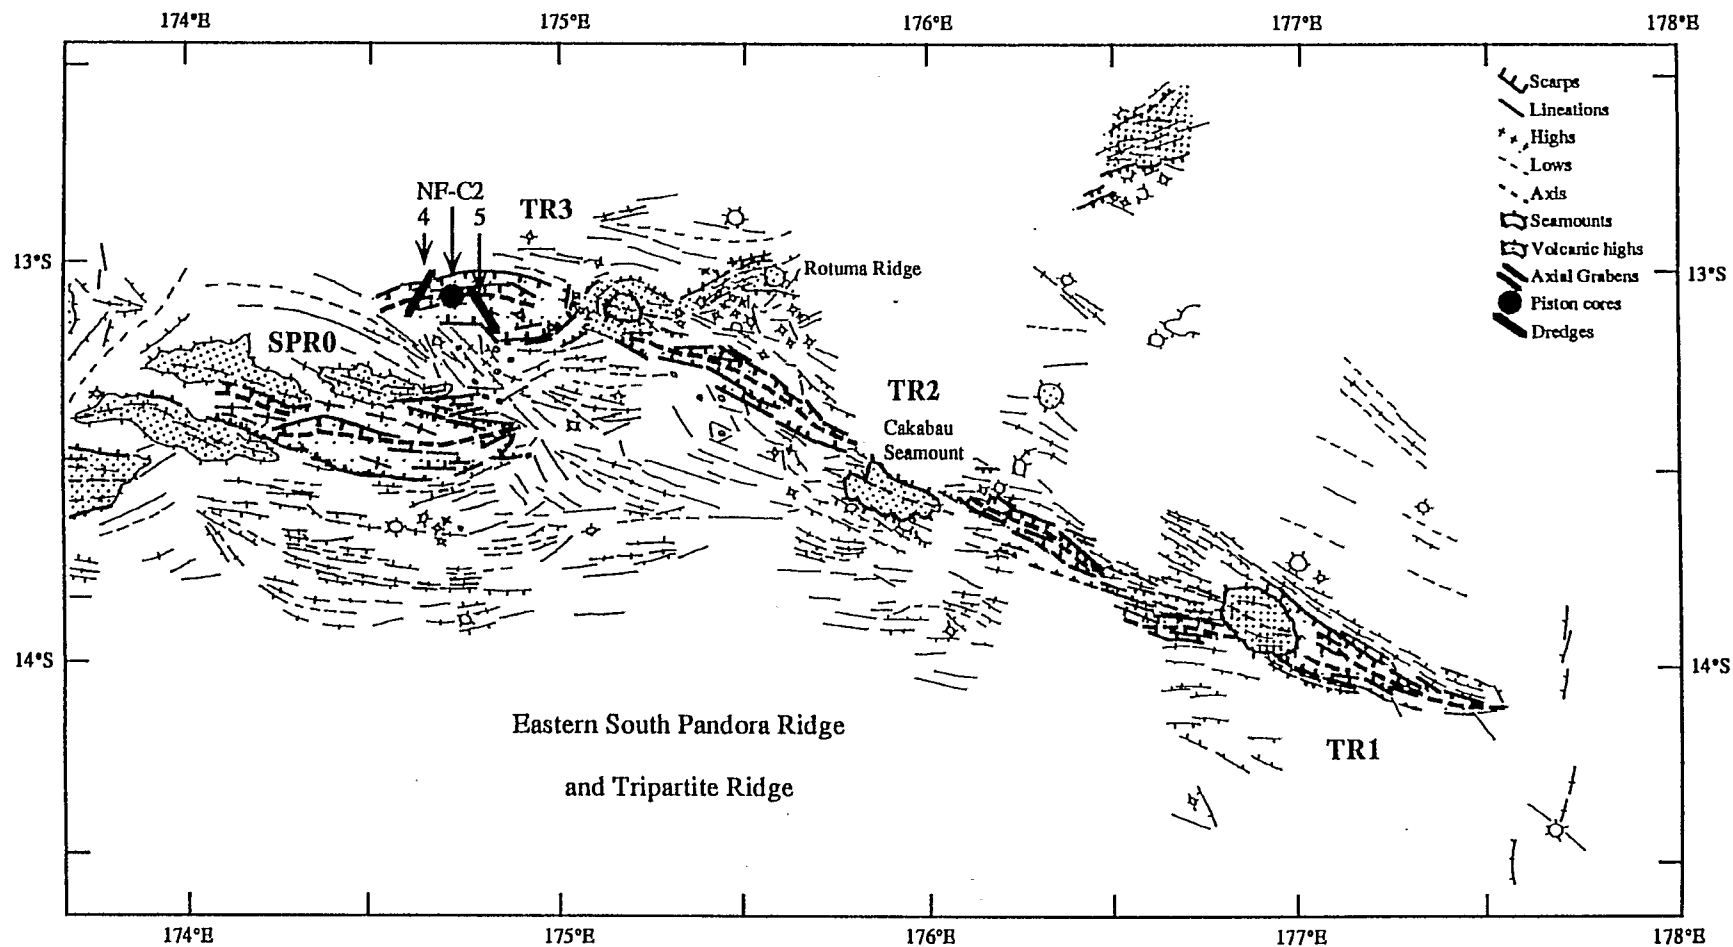 174°E 175°E 176°E 177°E 178°E
Scarps
Lineations
Highs
Lows
Axis
Seamounts
Volcanic highs
Axial Grabens
Piston cores
Dredges
NF-C2
4 5
TR3
13°S
13°S
Rotuma Ridge
SPR0
TR2
Cakabau
Seamount
14°S
14°S
Eastern South Pandora Ridge
and Tripartite Ridge
TR1
174°E 175°E 176°E 177°E 178°E